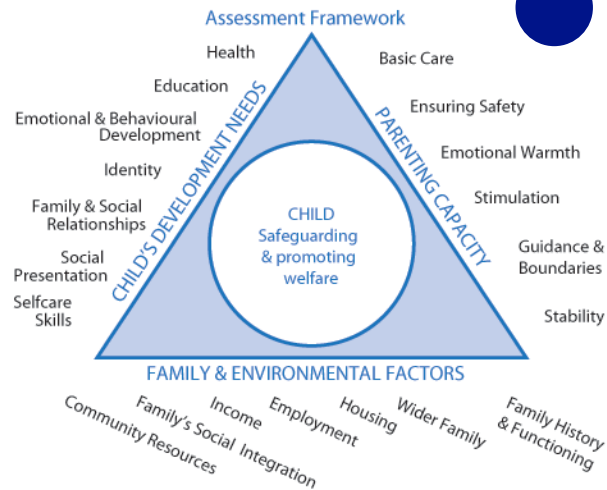 Assessment Framework
Health
Education
Emotional & Behavioural
Development
Identity
Family & Social
Relationships
Social
Presentation
Selfcare
Skills
CHILD'S DEVELOPMENT NEEDS
CHILD
Safeguarding
& promoting
welfare
PARENTING CAPACITY
Basic Care
Ensuring Safety
Emotional Warmth
Stimulation
Guidance &
Boundaries
Stability
FAMILY & ENVIRONMENTAL FACTORS
Community Resources
Family's Social Integration
Income
Employment
Housing
Wider Family
Family History
& Functioning